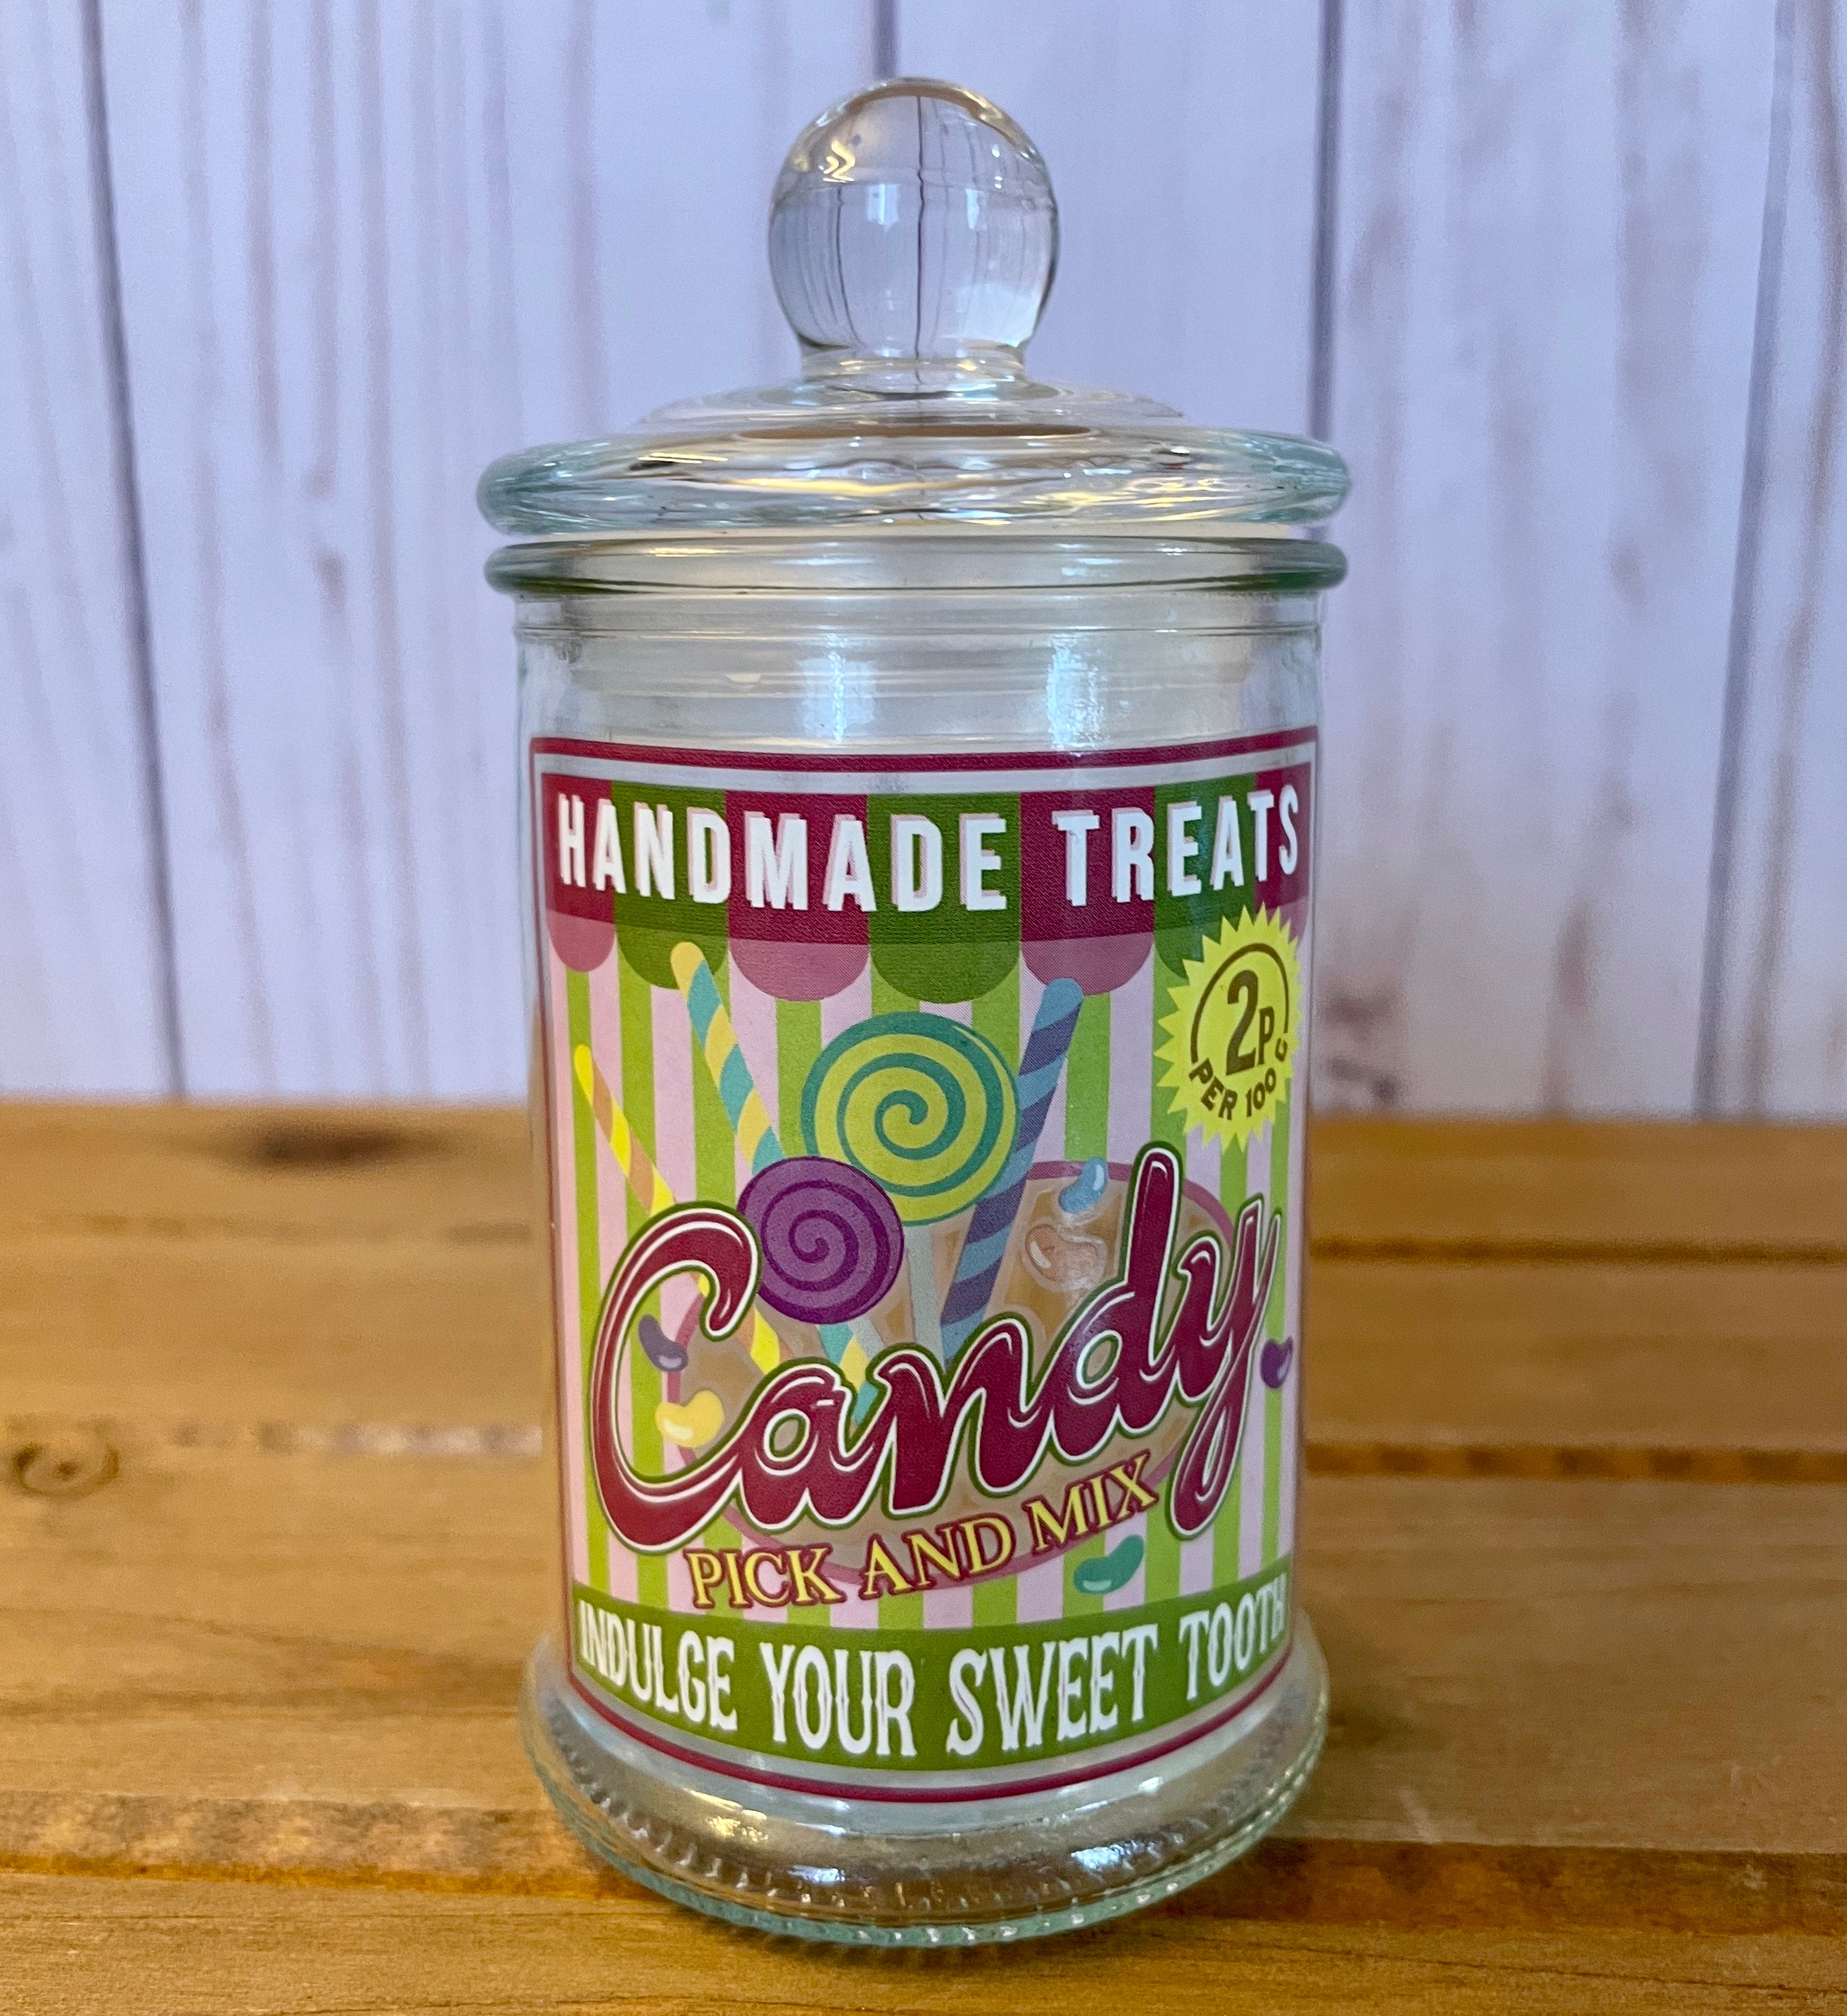 HANDMADE TREATS
2P
PER 100 G
Candy
PICK AND MIX
INDULGE YOUR SWEET TOOTH